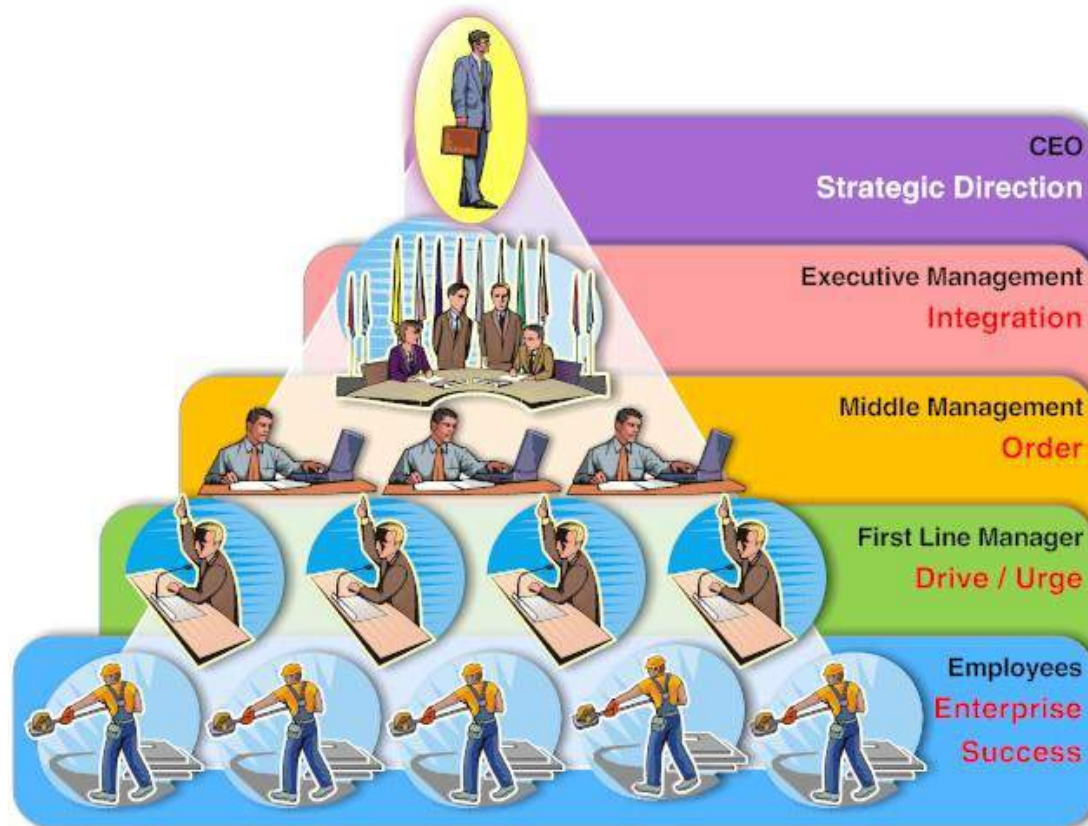 CEO
Strategic Direction
Executive Management
Integration
Middle Management
Order
First Line Manager
Drive / Urge
Employees
Enterprise
Success